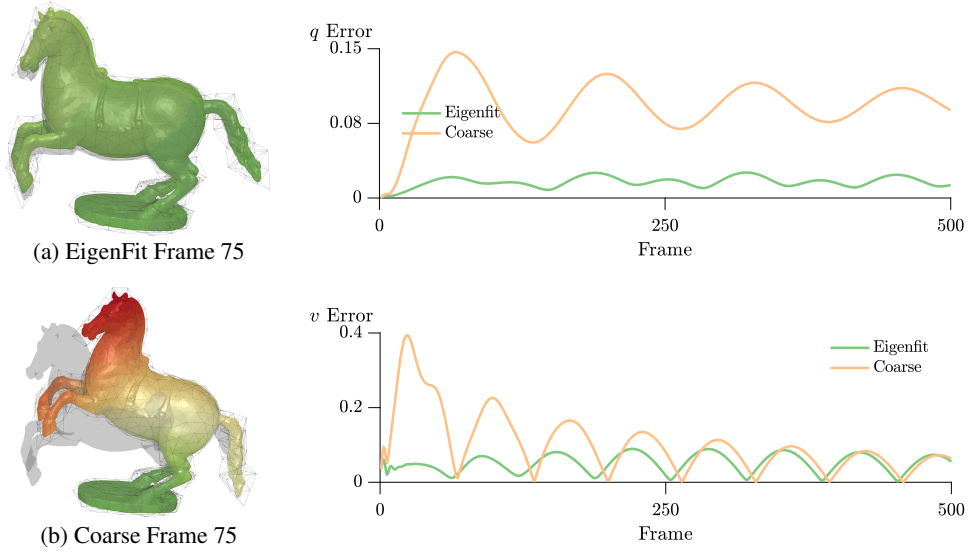 (a) EigenFit Frame 75
(b) Coarse Frame 75
q Error
0.15
0.08
0
Eigenfit
Coarse
0
250
500
Frame
v Error
0.4
0.2
0
Eigenfit
Coarse
0
250
500
Frame